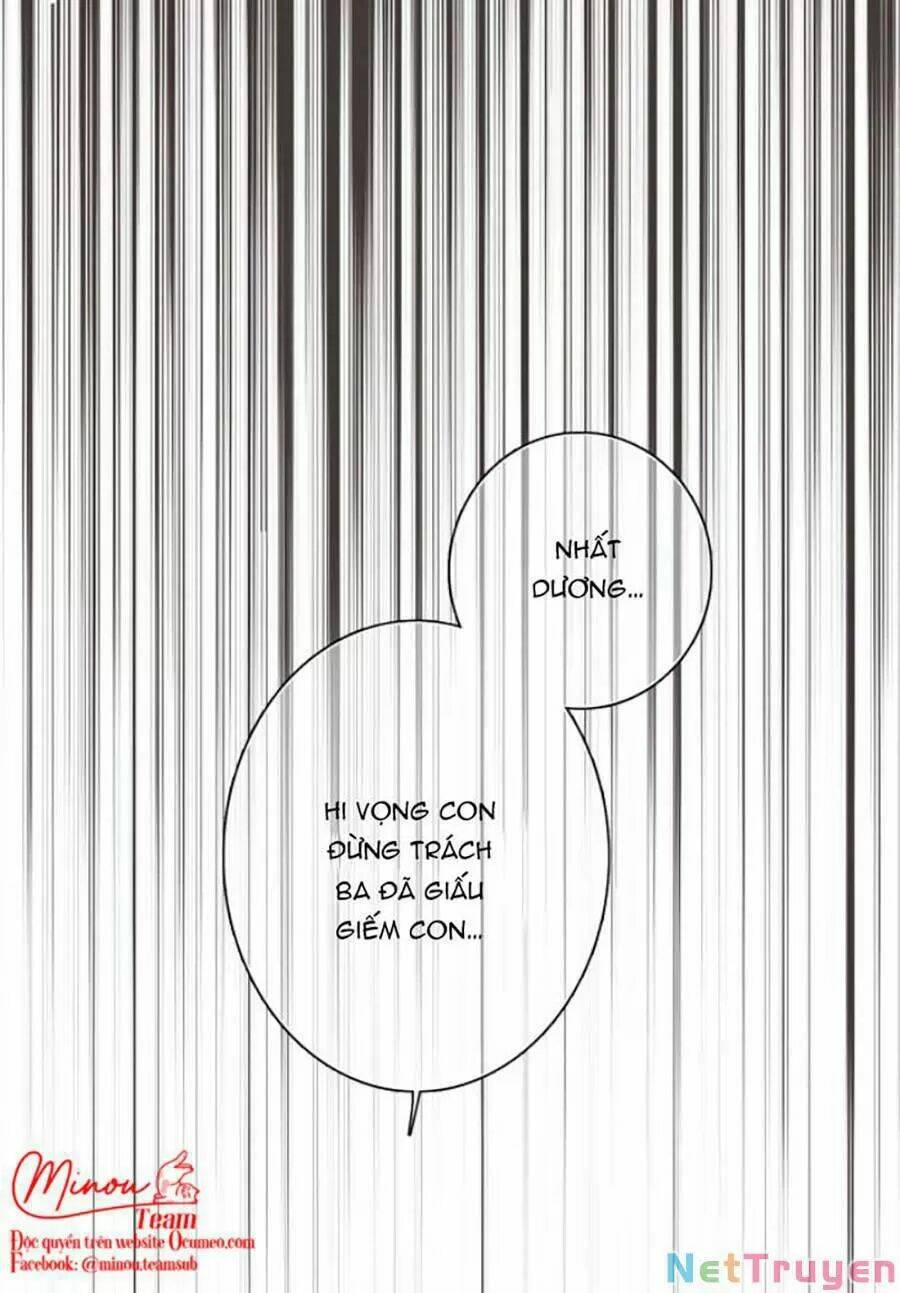 NHẤT
DƯƠNG...
HI VỌNG CON
ĐỪNG TRÁCH
BA ĐÃ GIẤU
GIẾM CON...
Minou
Team
Độc quyền trên website Ocumeo.com
Facebook: @minou.teamsub
NetTruyen